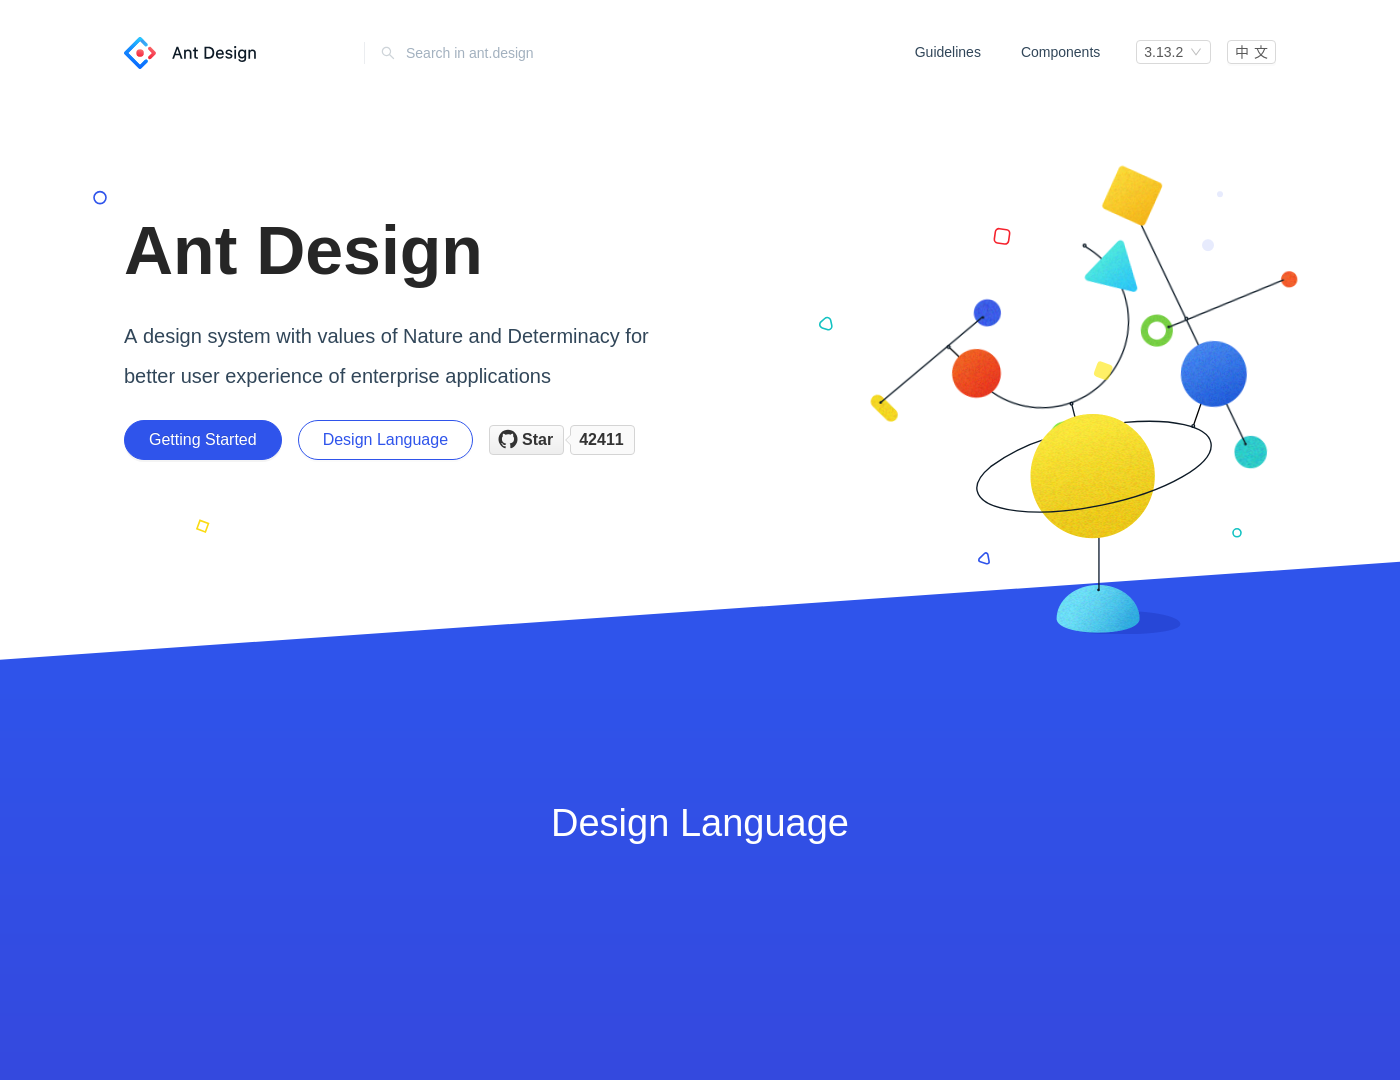 Ant Design
Search in ant.design
Guidelines
Components
3.13.2
中 文
Ant Design
A design system with values of Nature and Determinacy for
better user experience of enterprise applications
Getting Started
Design Language
Star
42411
Design Language